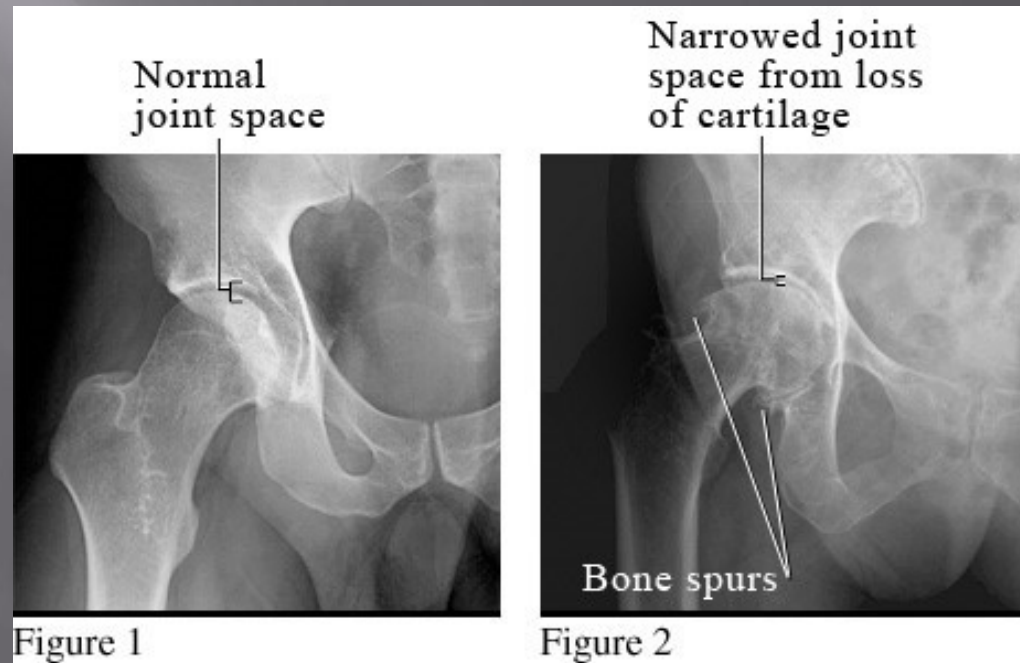 Normal
joint space
Narrowed joint
space from loss
of cartilage
Bone spurs
Figure 1
Figure 2